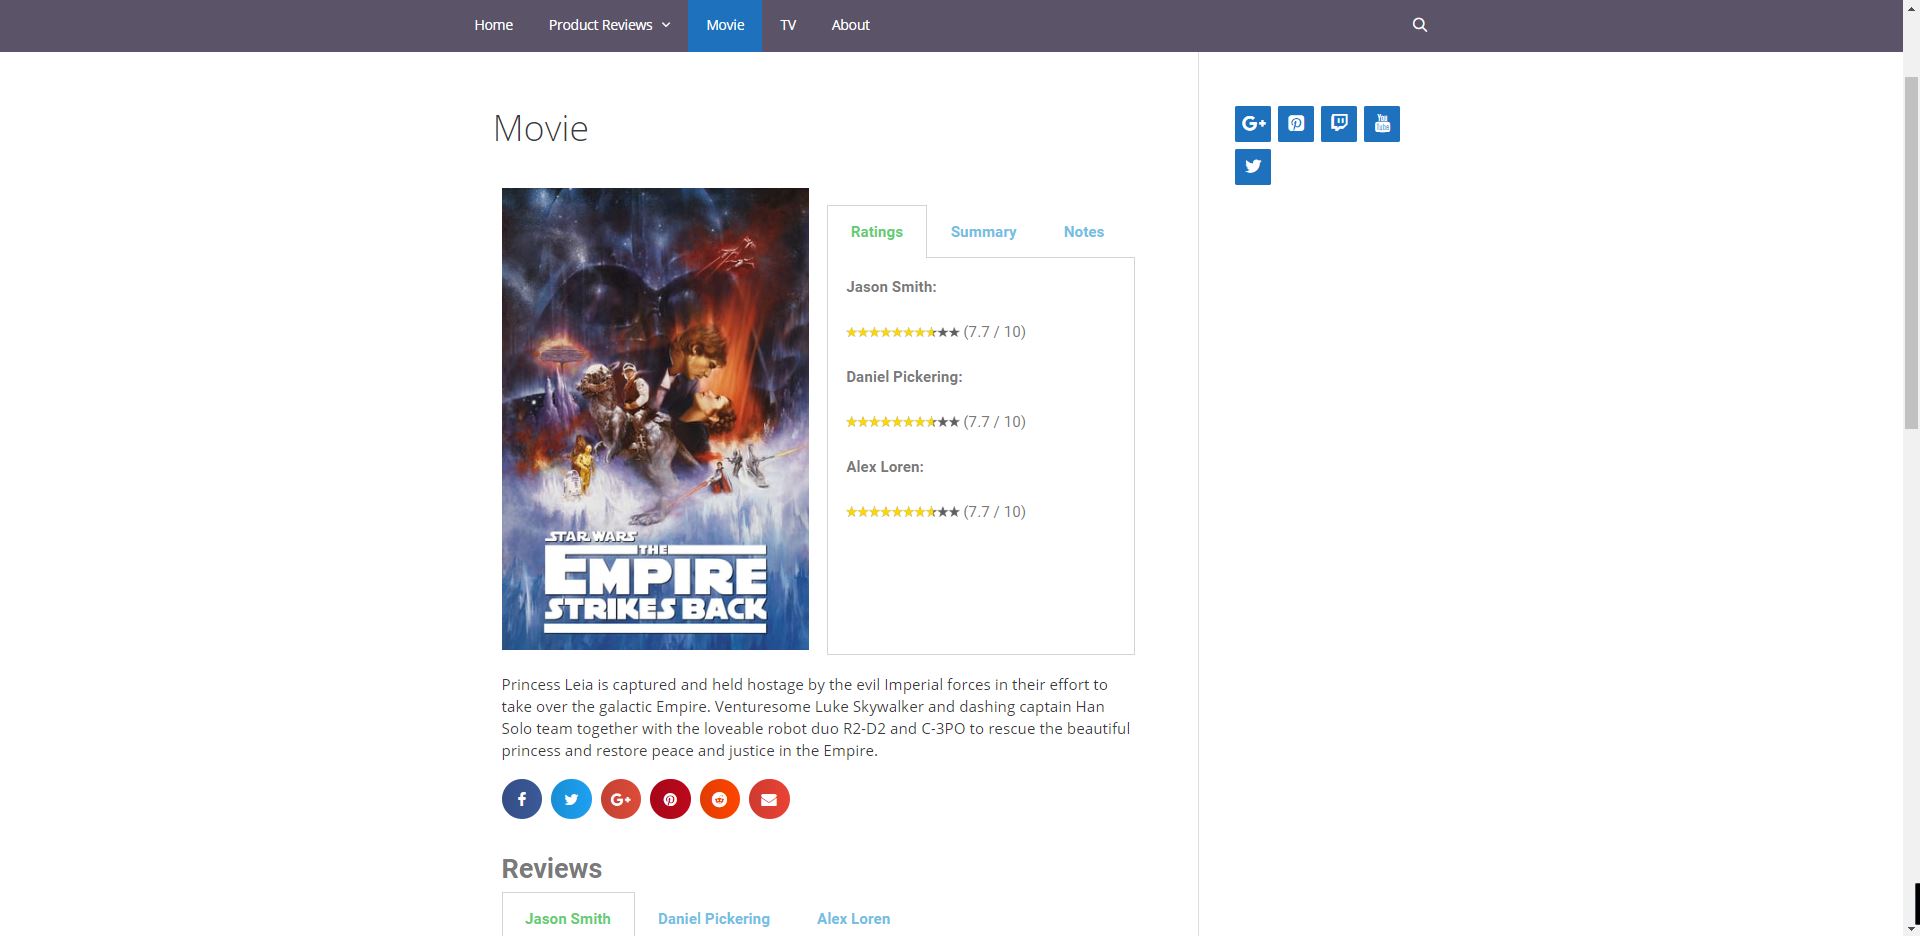 Home Product Reviews Movie TV About
Movie
G+
You
Tube
STAR WARS
THE
EMPIRE
STRIKES BACK
Ratings Summary Notes
Jason Smith:
(7.7 / 10)
Daniel Pickering:
(7.7 / 10)
Alex Loren:
(7.7 / 10)
Princess Leia is captured and held hostage by the evil Imperial forces in their effort to
take over the galactic Empire. Venturesome Luke Skywalker and dashing captain Han
Solo team together with the loveable robot duo R2-D2 and C-3PO to rescue the beautiful
princess and restore peace and justice in the Empire.
G+
Reviews
Jason Smith Daniel Pickering Alex Loren